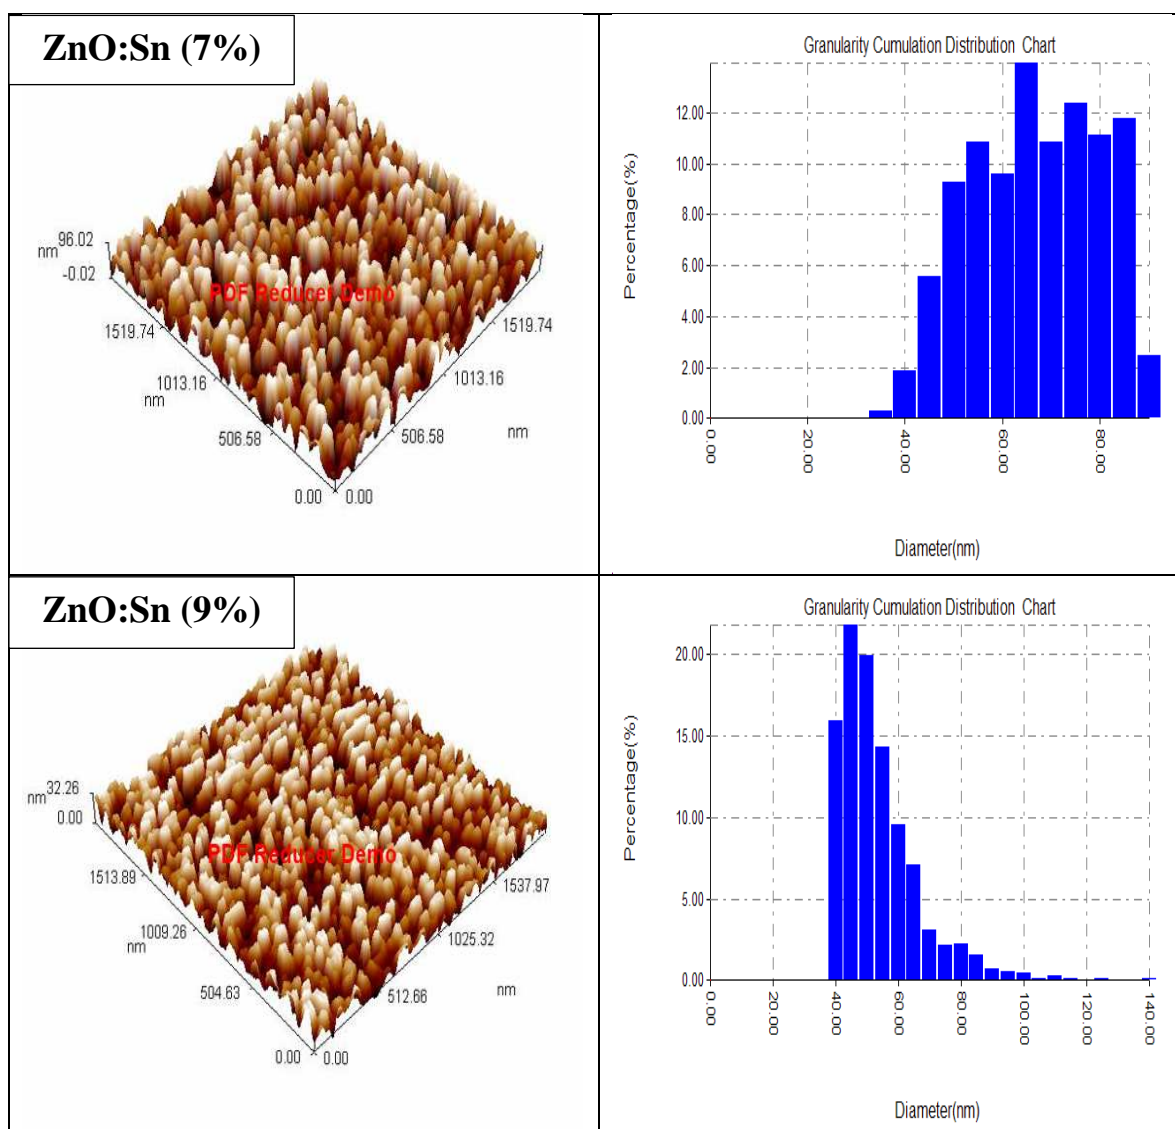 ZnO:Sn (7%)
nm
96.02
-0.02
PDF Reducer Demo
1519.74
1013.16
nm
506.58
0.00
0.00
506.58
nm
1013.16
1519.74
Granularity Cumulation Distribution Chart
Percentage(%)
12.00
10.00
8.00
6.00
4.00
2.00
0.00
0.00
40.00
60.00
80.00
Diameter(nm)
ZnO:Sn (9%)
nm
32.26
0.00
PDF Reducer Demo
1513.89
1009.26
nm
504.63
0.00
0.00
512.66
nm
1025.32
1537.97
Granularity Cumulation Distribution Chart
Percentage(%)
20.00
15.00
10.00
5.00
0.00
0.00
20.00
40.00
60.00
80.00
100.00
120.00
140.00
Diameter(nm)